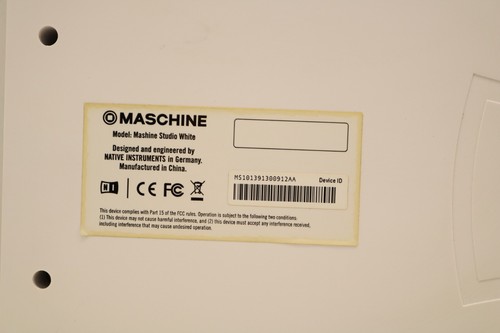 MASCHINE
Model: Mashine Studio White
Designed and engineered by
NATIVE INSTRUMENTS in Germany.
Manufactured in China.
MS101391300912AA Device ID
NI CE FC
This device complies with Part 15 of the FCC rules. Operation is subject to the following two conditions.
(1) This device may not cause harmful interference, and (2) this device must accept any interference received,
including interference that may cause undesired operation.